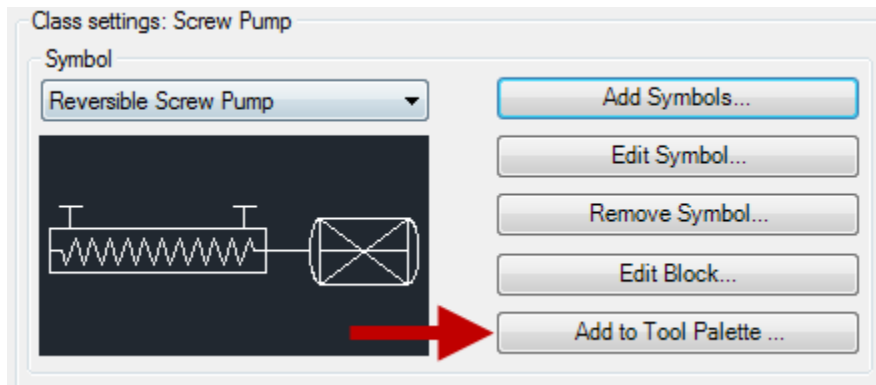 Class settings: Screw Pump
Symbol
Reversible Screw Pump
Add Symbols...
Edit Symbol...
Remove Symbol...
Edit Block...
Add to Tool Palette ...